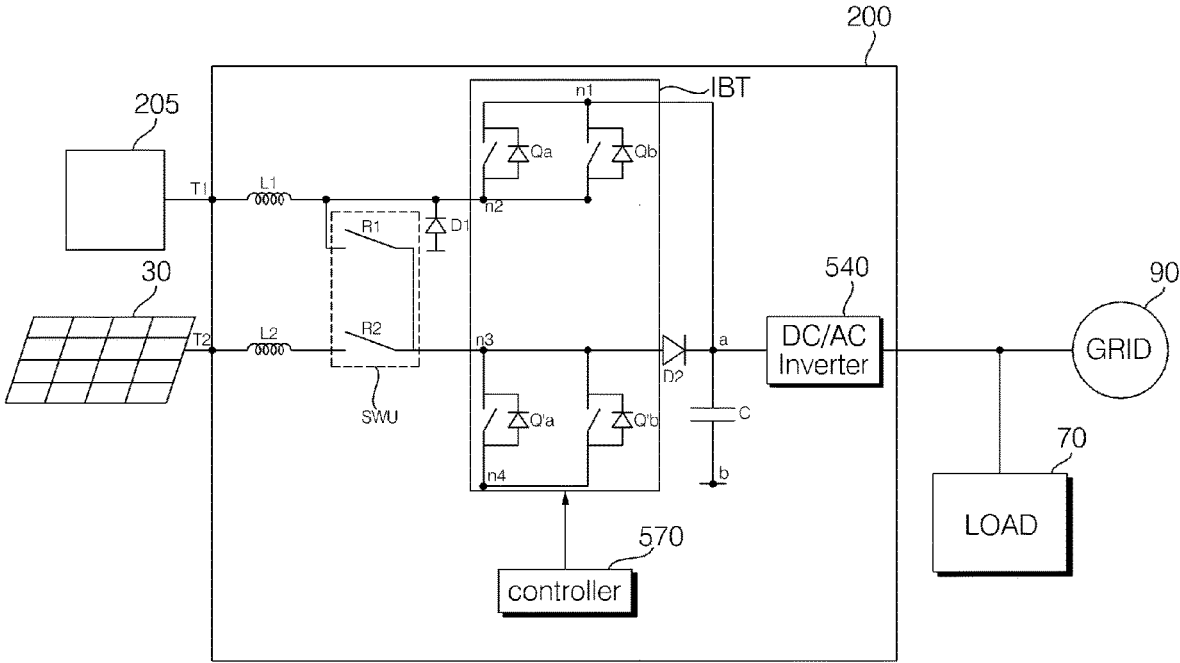 200
IBT
n1
205
Qa
Qb
T1
L1
n2
R1
D1
30
540
90
T2
L2
R2
n3
a
DC/AC
Inverter
GRID
D2
SWU
Q'a
Q'b
C
70
n4
b
LOAD
570
controller